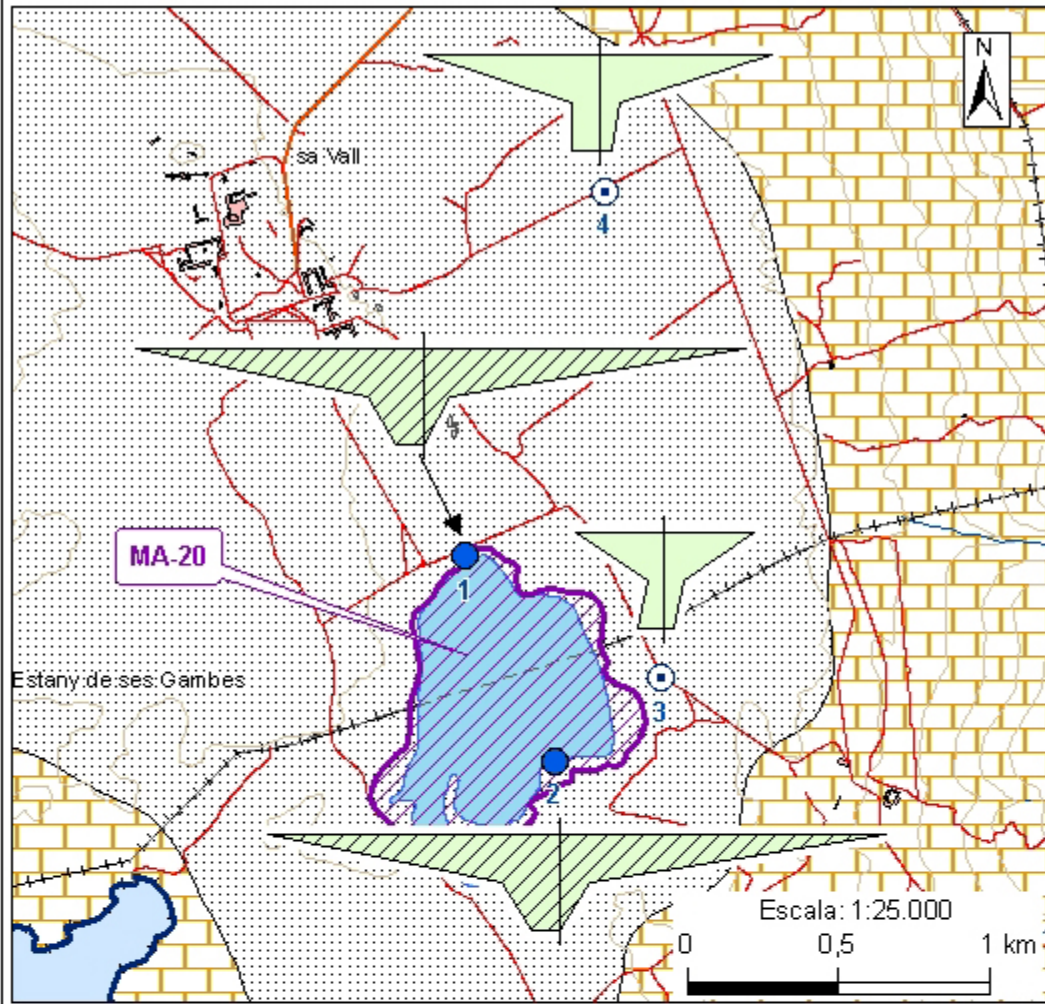 N
sa Vall
4
MA-20
1
Estany de ses Gambes
3
2
Escala: 1:25.000
0 0,5 1 km